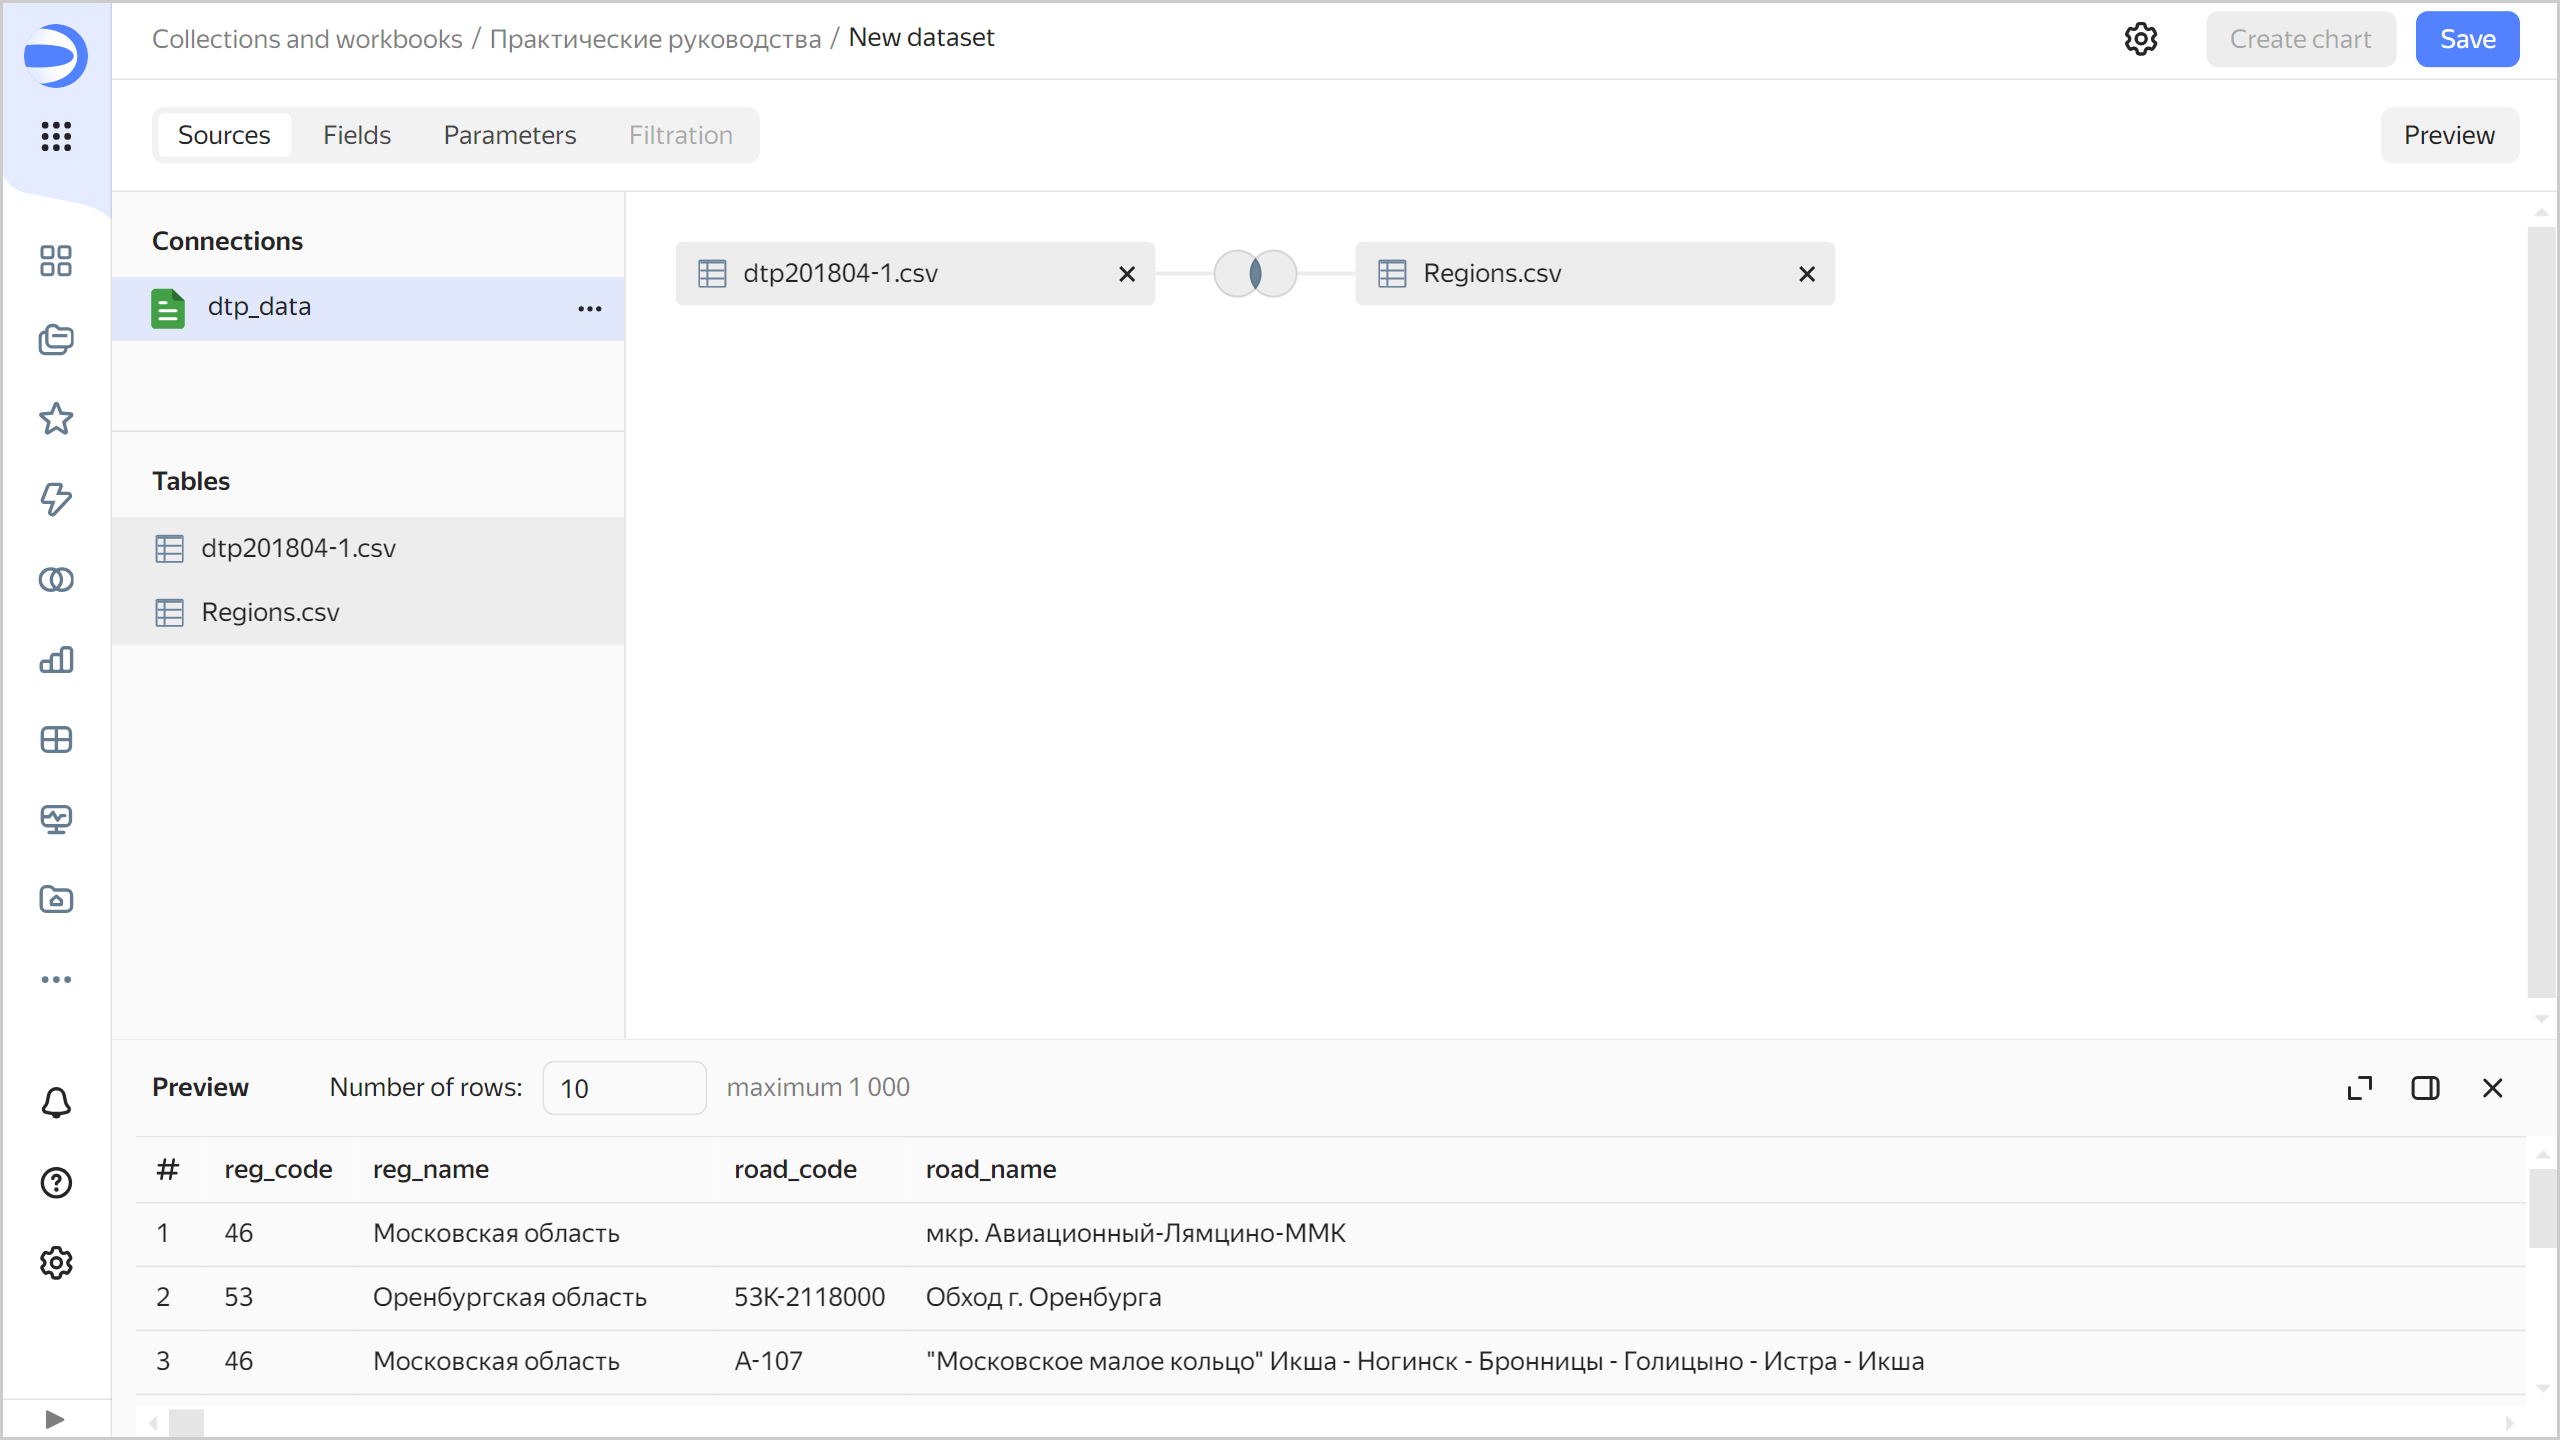 Collections and workbooks / Практические руководства / New dataset
Create chart
Save
Sources
Fields
Parameters
Filtration
Preview
Connections
dtp_data
dtp201804-1.csv
Regions.csv
Tables
dtp201804-1.csv
Regions.csv
Preview
Number of rows:
10
maximum 1 000
# reg_code reg_name road_code road_name
1 46 Московская область мкр. Авиационный-Лямцино-ММК
2 53 Оренбургская область 53К-2118000 Обход г. Оренбурга
3 46 Московская область А-107 "Московское малое кольцо" Икша - Ногинск - Бронницы - Голицыно - Истра - Икша